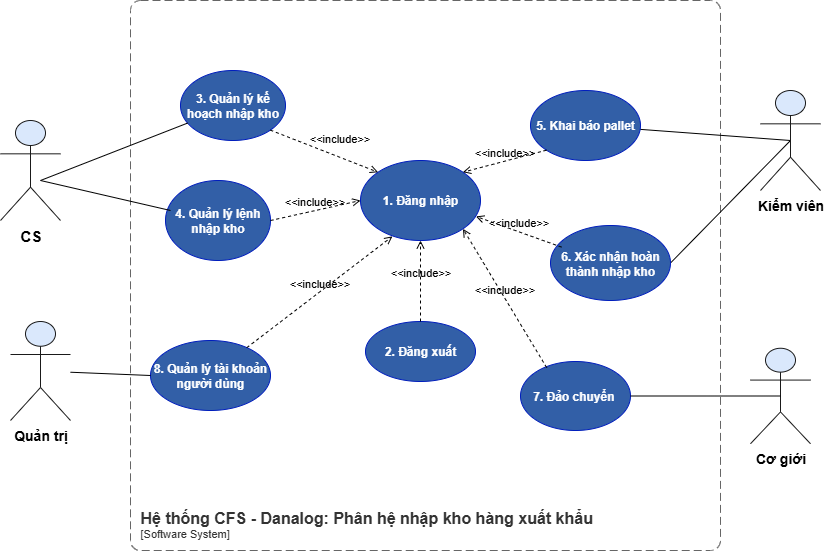 3. Quản lý kế
hoạch nhập kho
<<include>>
5. Khai báo pallet
<<include>>
CS
4. Quản lý lệnh
nhập kho
<<include>>
1. Đăng nhập
Kiểm viên
<<include>>
6. Xác nhận hoàn
thành nhập kho
<<include>>
<<include>>
<<include>>
2. Đăng xuất
8. Quản lý tài khoản
người dùng
7. Đảo chuyển
Quản trị
Cơ giới
Hệ thống CFS - Danalog: Phân hệ nhập kho hàng xuất khẩu
[Software System]